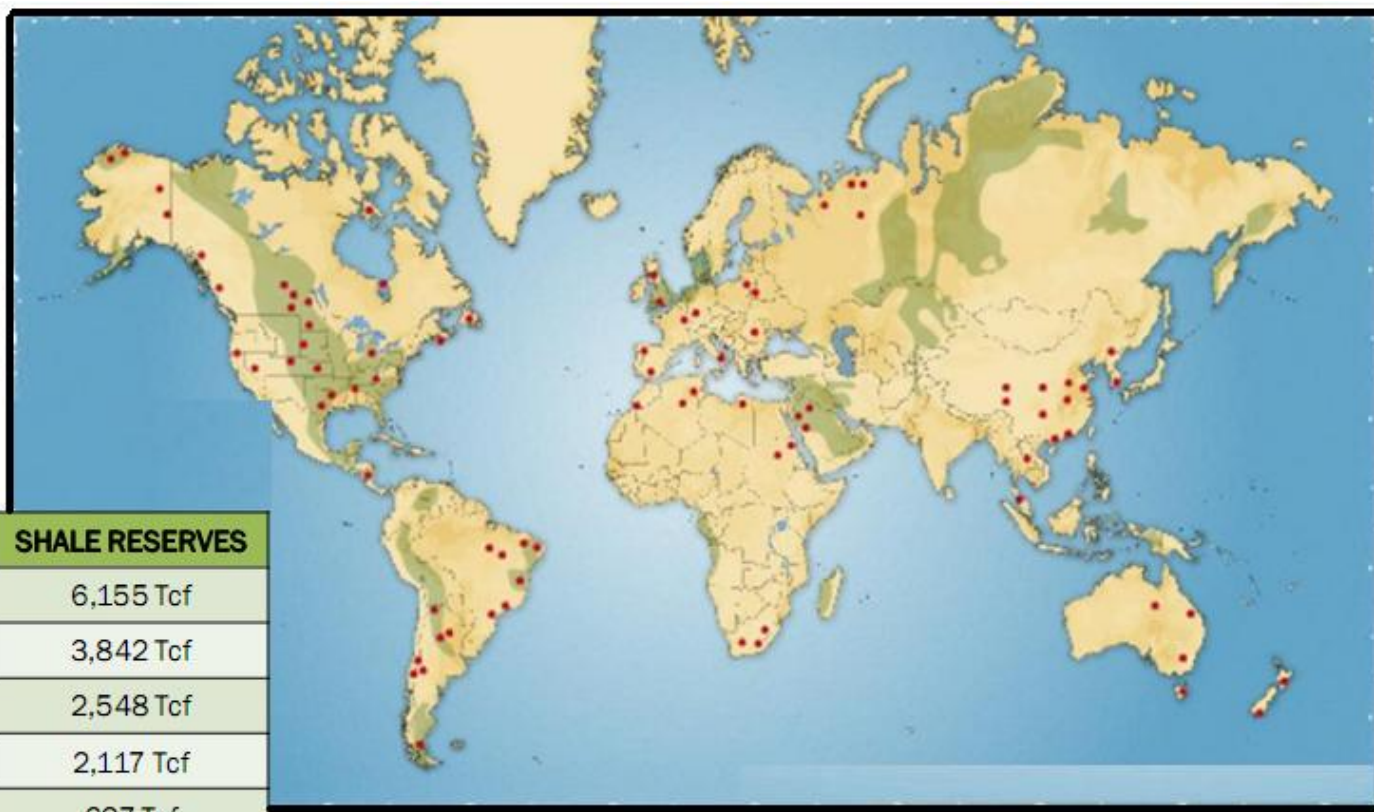 SHALE RESERVES
6,155 Tcf
3,842 Tcf
2,548 Tcf
2,117 Tcf